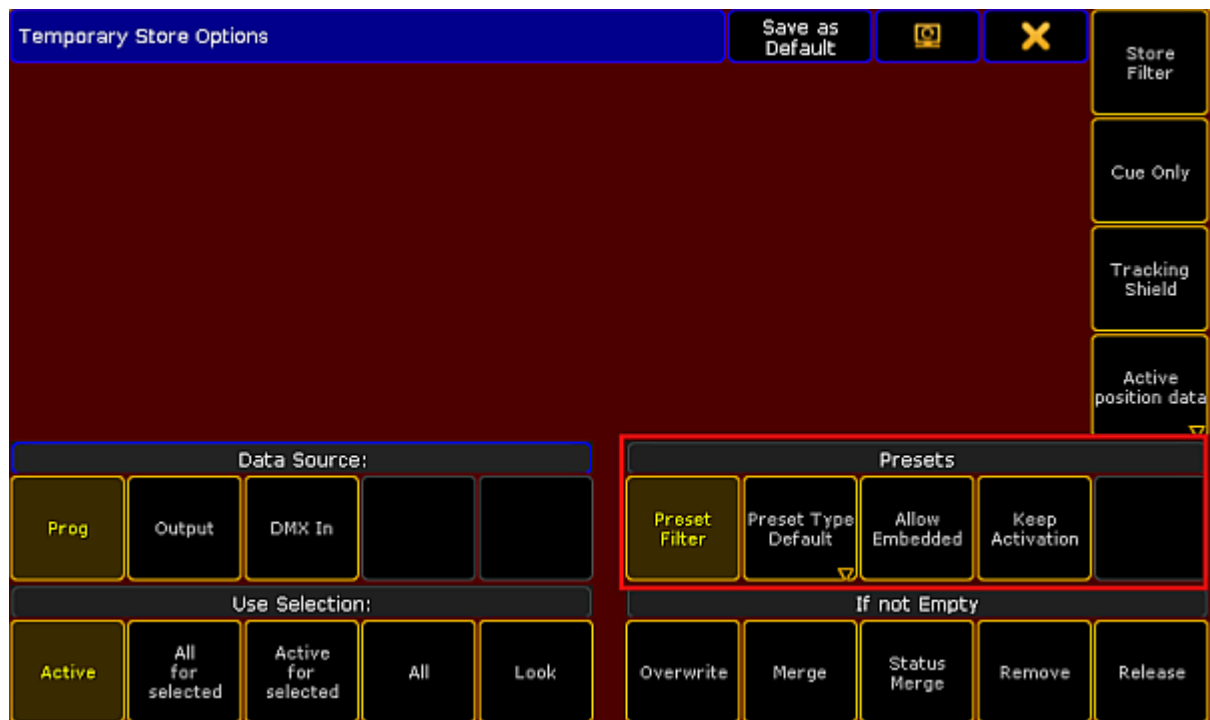 Temporary Store Options
Save as
Default
Store
Filter
Cue Only
Tracking
Shield
Active
position data
Data Source:
Presets
Prog
Output
DMX In
Preset
Filter
Preset Type
Default
Allow
Embedded
Keep
Activation
Use Selection:
If not Empty
Active
All
for
selected
Active
for
selected
All
Look
Overwrite
Merge
Status
Merge
Remove
Release